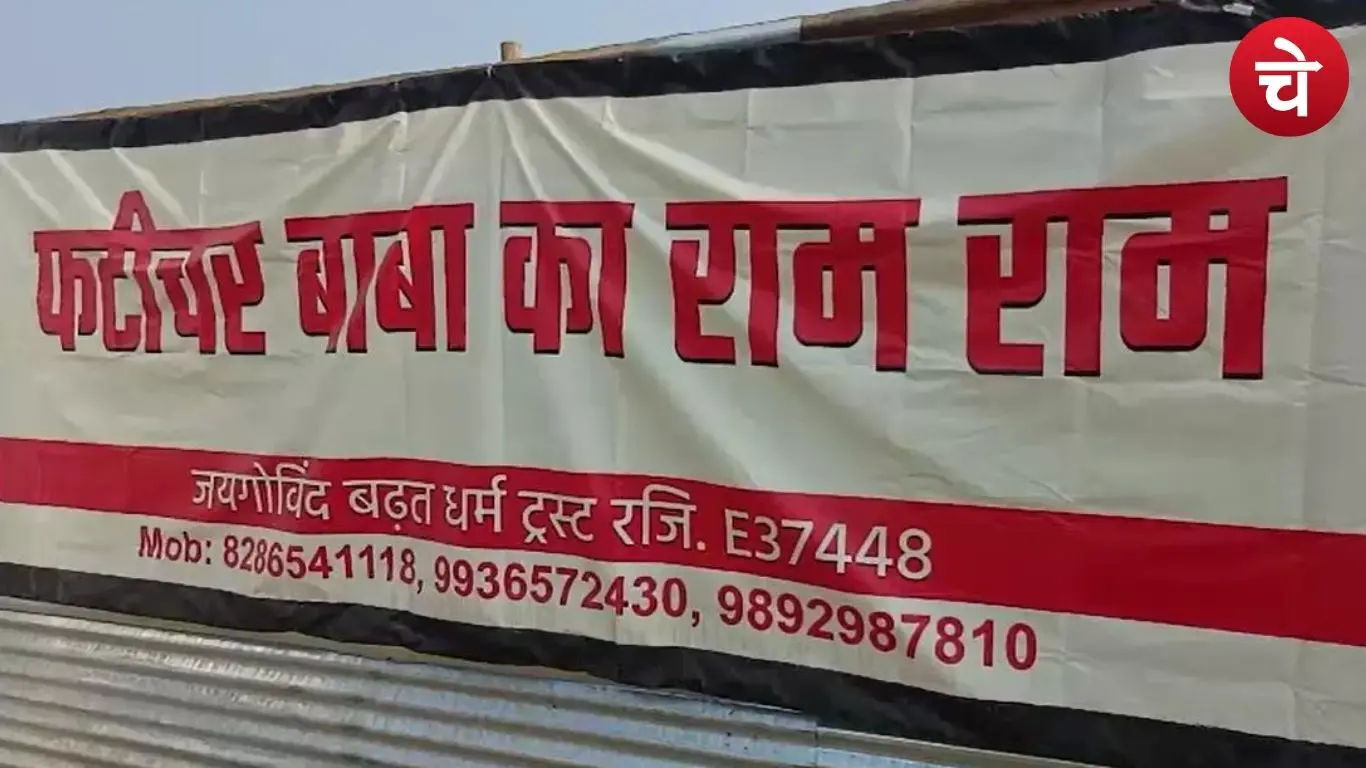 चे
फटीचर बाबा का राम राम
जयगोविंद बढ़त धर्म ट्रस्ट रजि. E37448
Mob: 8286541118, 9936572430, 9892987810